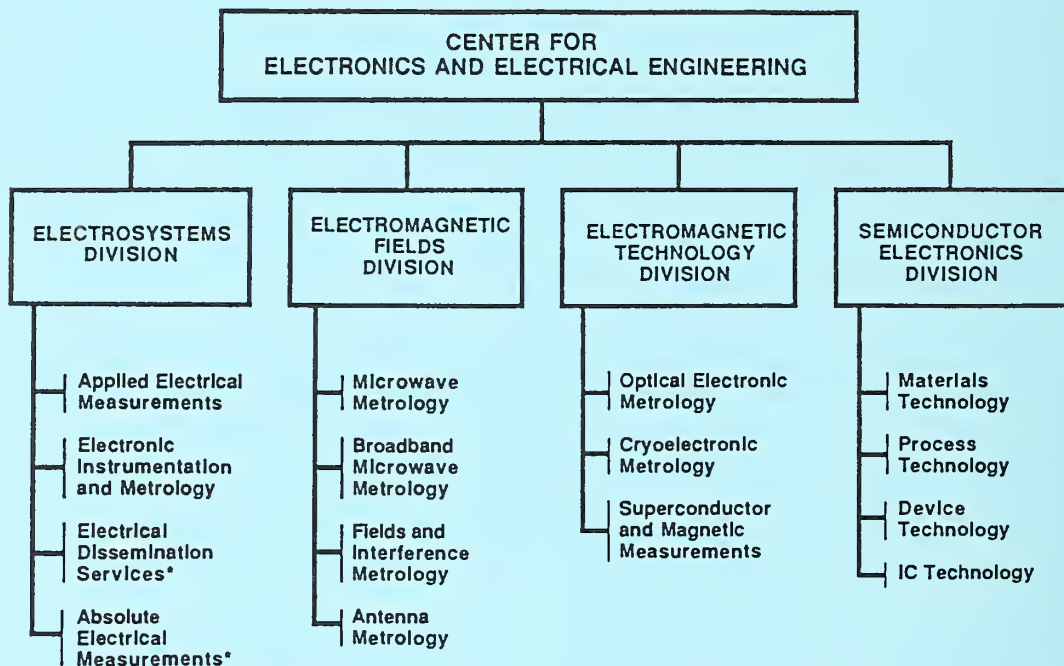 CENTER FOR
ELECTRONICS AND ELECTRICAL ENGINEERING
ELECTROSYSTEMS
DIVISION
Applied Electrical
Measurements
Electronic
Instrumentation
and Metrology
Electrical
Dissemination
Services*
Absolute
Electrical
Measurements*
ELECTROMAGNETIC
FIELDS
DIVISION
Microwave
Metrology
Broadband
Microwave
Metrology
Fields and
Interference
Metrology
Antenna
Metrology
ELECTROMAGNETIC
TECHNOLOGY
DIVISION
Optical Electronic
Metrology
Cryoelectronic
Metrology
Superconductor
and Magnetic
Measurements
SEMICONDUCTOR
ELECTRONICS
DIVISION
Materials
Technology
Process
Technology
Device
Technology
IC Technology